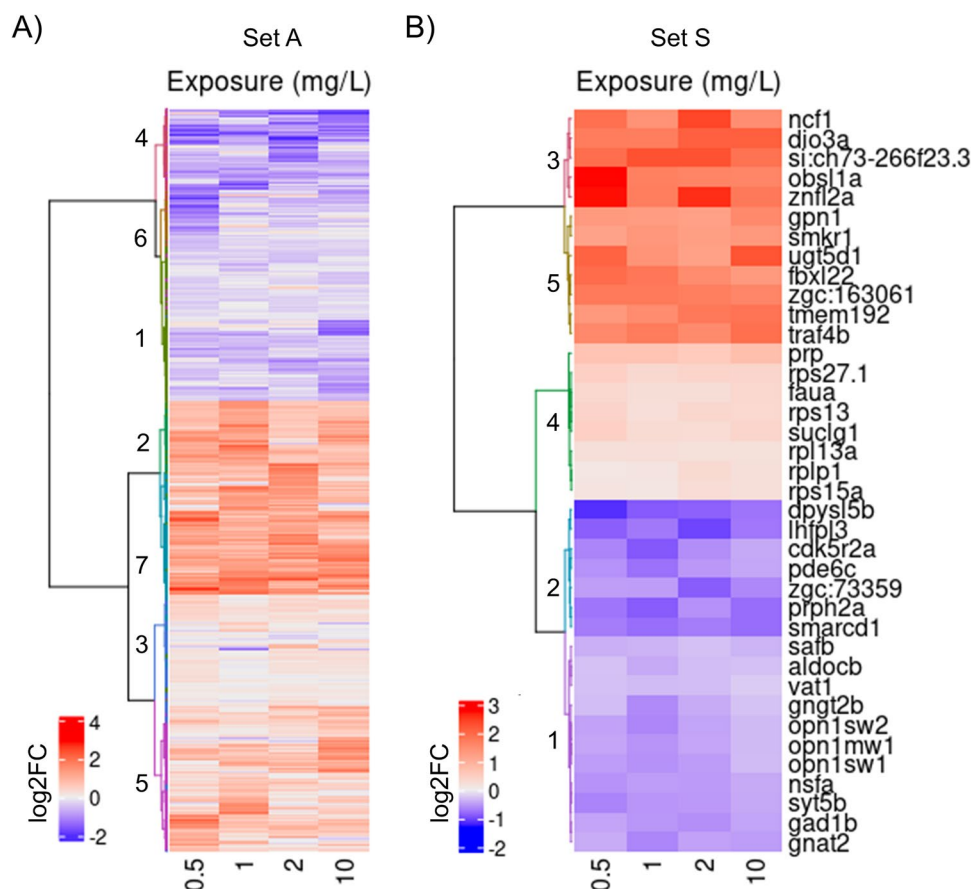 A)
Set A
Exposure (mg/L)
4
6
1
2
7
3
5
log2FC
4
2
0
-2
0.5
1
2
10
B)
Set S
Exposure (mg/L)
3
5
4
2
1
ncf1
dio3a
si:ch73-266f23.3
obsl1a
znfl2a
gpn1
smkr1
ugt5d1
fbxl22
zgc:163061
tmem192
traf4b
prp
rps27.1
faua
rps13
suclg1
rpl13a
rplp1
rps15a
dpysl5b
lhfpl3
cdk5r2a
pde6c
zgc:73359
prph2a
smarcd1
safb
aldocb
vat1
gngt2b
opn1sw2
opn1mw1
opn1sw1
nsfa
syt5b
gad1b
gnat2
log2FC
3
2
1
0
-1
-2
0.5
1
2
10